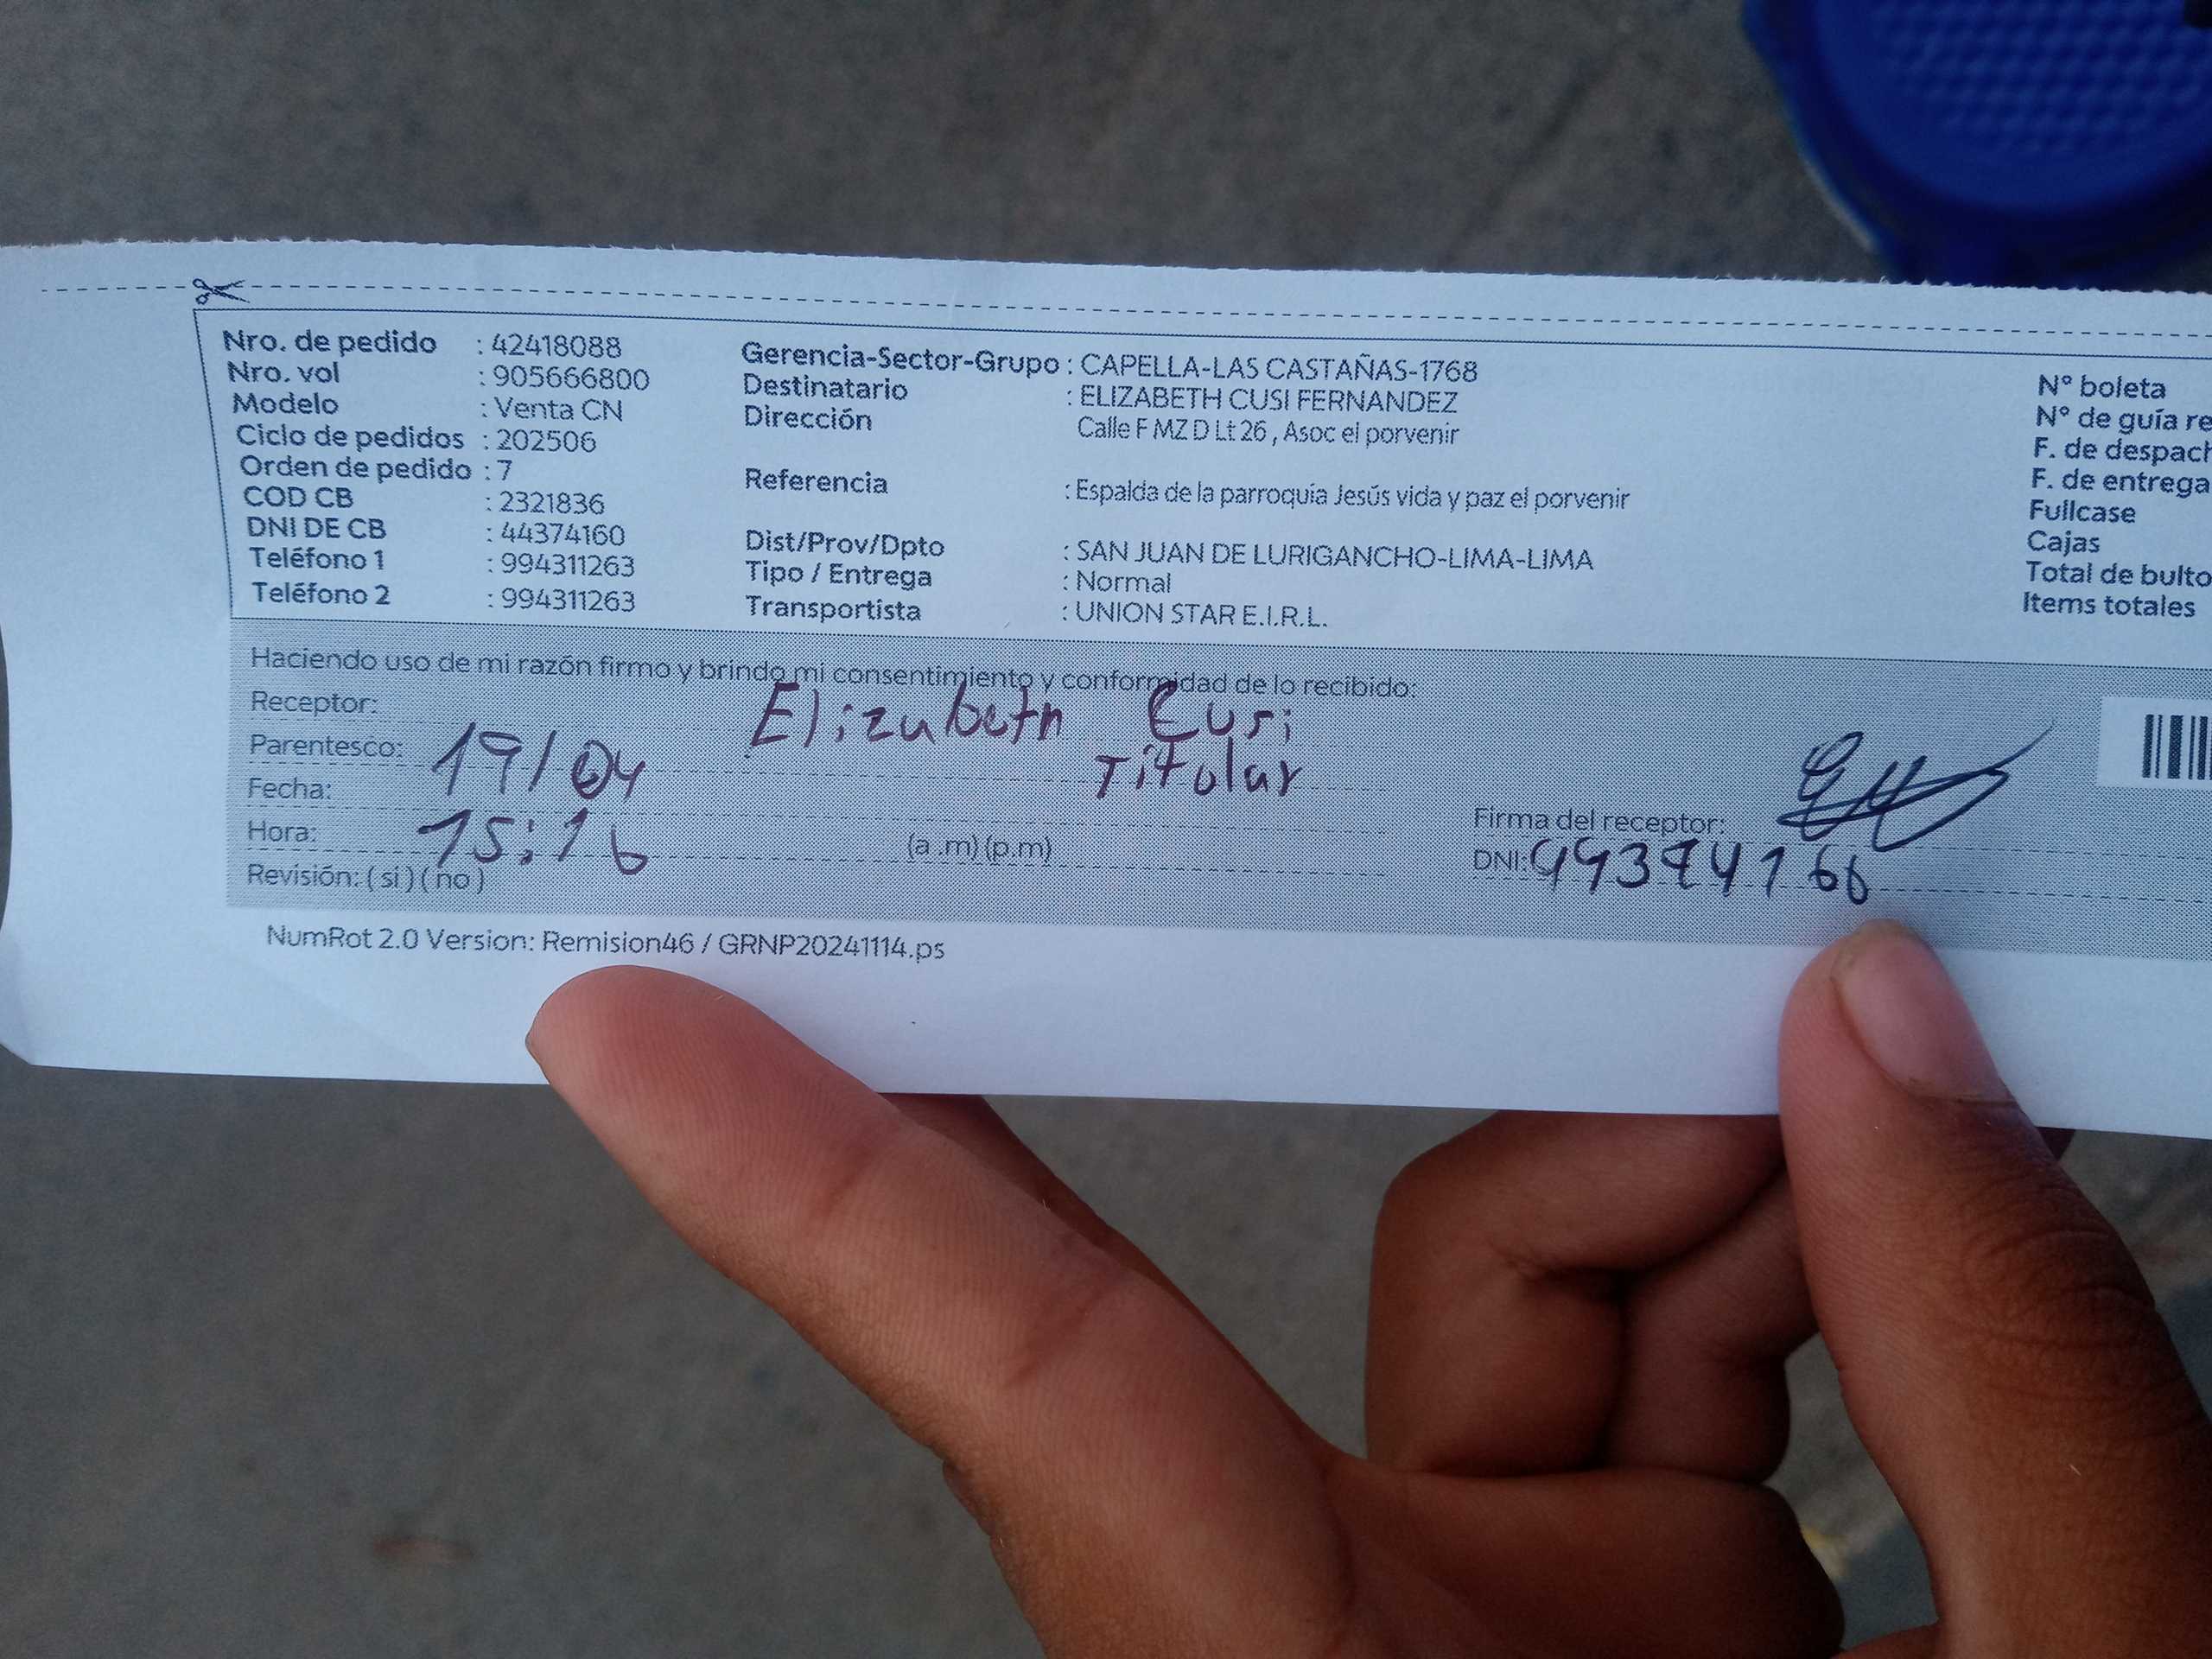 Nro. de pedido : 42418088
Nro. vol : 905666800
Modelo : Venta CN
Ciclo de pedidos : 202506
Orden de pedido : 7
COD CB : 2321836
DNI DE CB : 44374160
Teléfono 1 : 994311263
Teléfono 2 : 994311263
Gerencia-Sector-Grupo : CAPELLA-LAS CASTAÑAS-1768
Destinatario : ELIZABETH CUSI FERNANDEZ
Dirección Calle F MZ D Lt 26 , Asoc el porvenir
Referencia : Espalda de la parroquia Jesús vida y paz el porvenir
Dist/Prov/Dpto : SAN JUAN DE LURIGANCHO-LIMA-LIMA
Tipo / Entrega : Normal
Transportista : UNION STAR E.I.R.L.
N° boleta
N° de guía re
F. de despach
F. de entrega
Fullcase
Cajas
Total de bulto
Items totales
Haciendo uso de mi razón firmo y brindo mi consentimiento y conformidad de lo recibido:
Receptor: Elizabeth Cusi
Parentesco: Titular
Fecha: 19/04
Hora: 15:16 (a .m) (p.m)
Revisión: ( si ) ( no )
Firma del receptor:
DNI:
NumRot 2.0 Version: Remision46 / GRNP20241114.ps